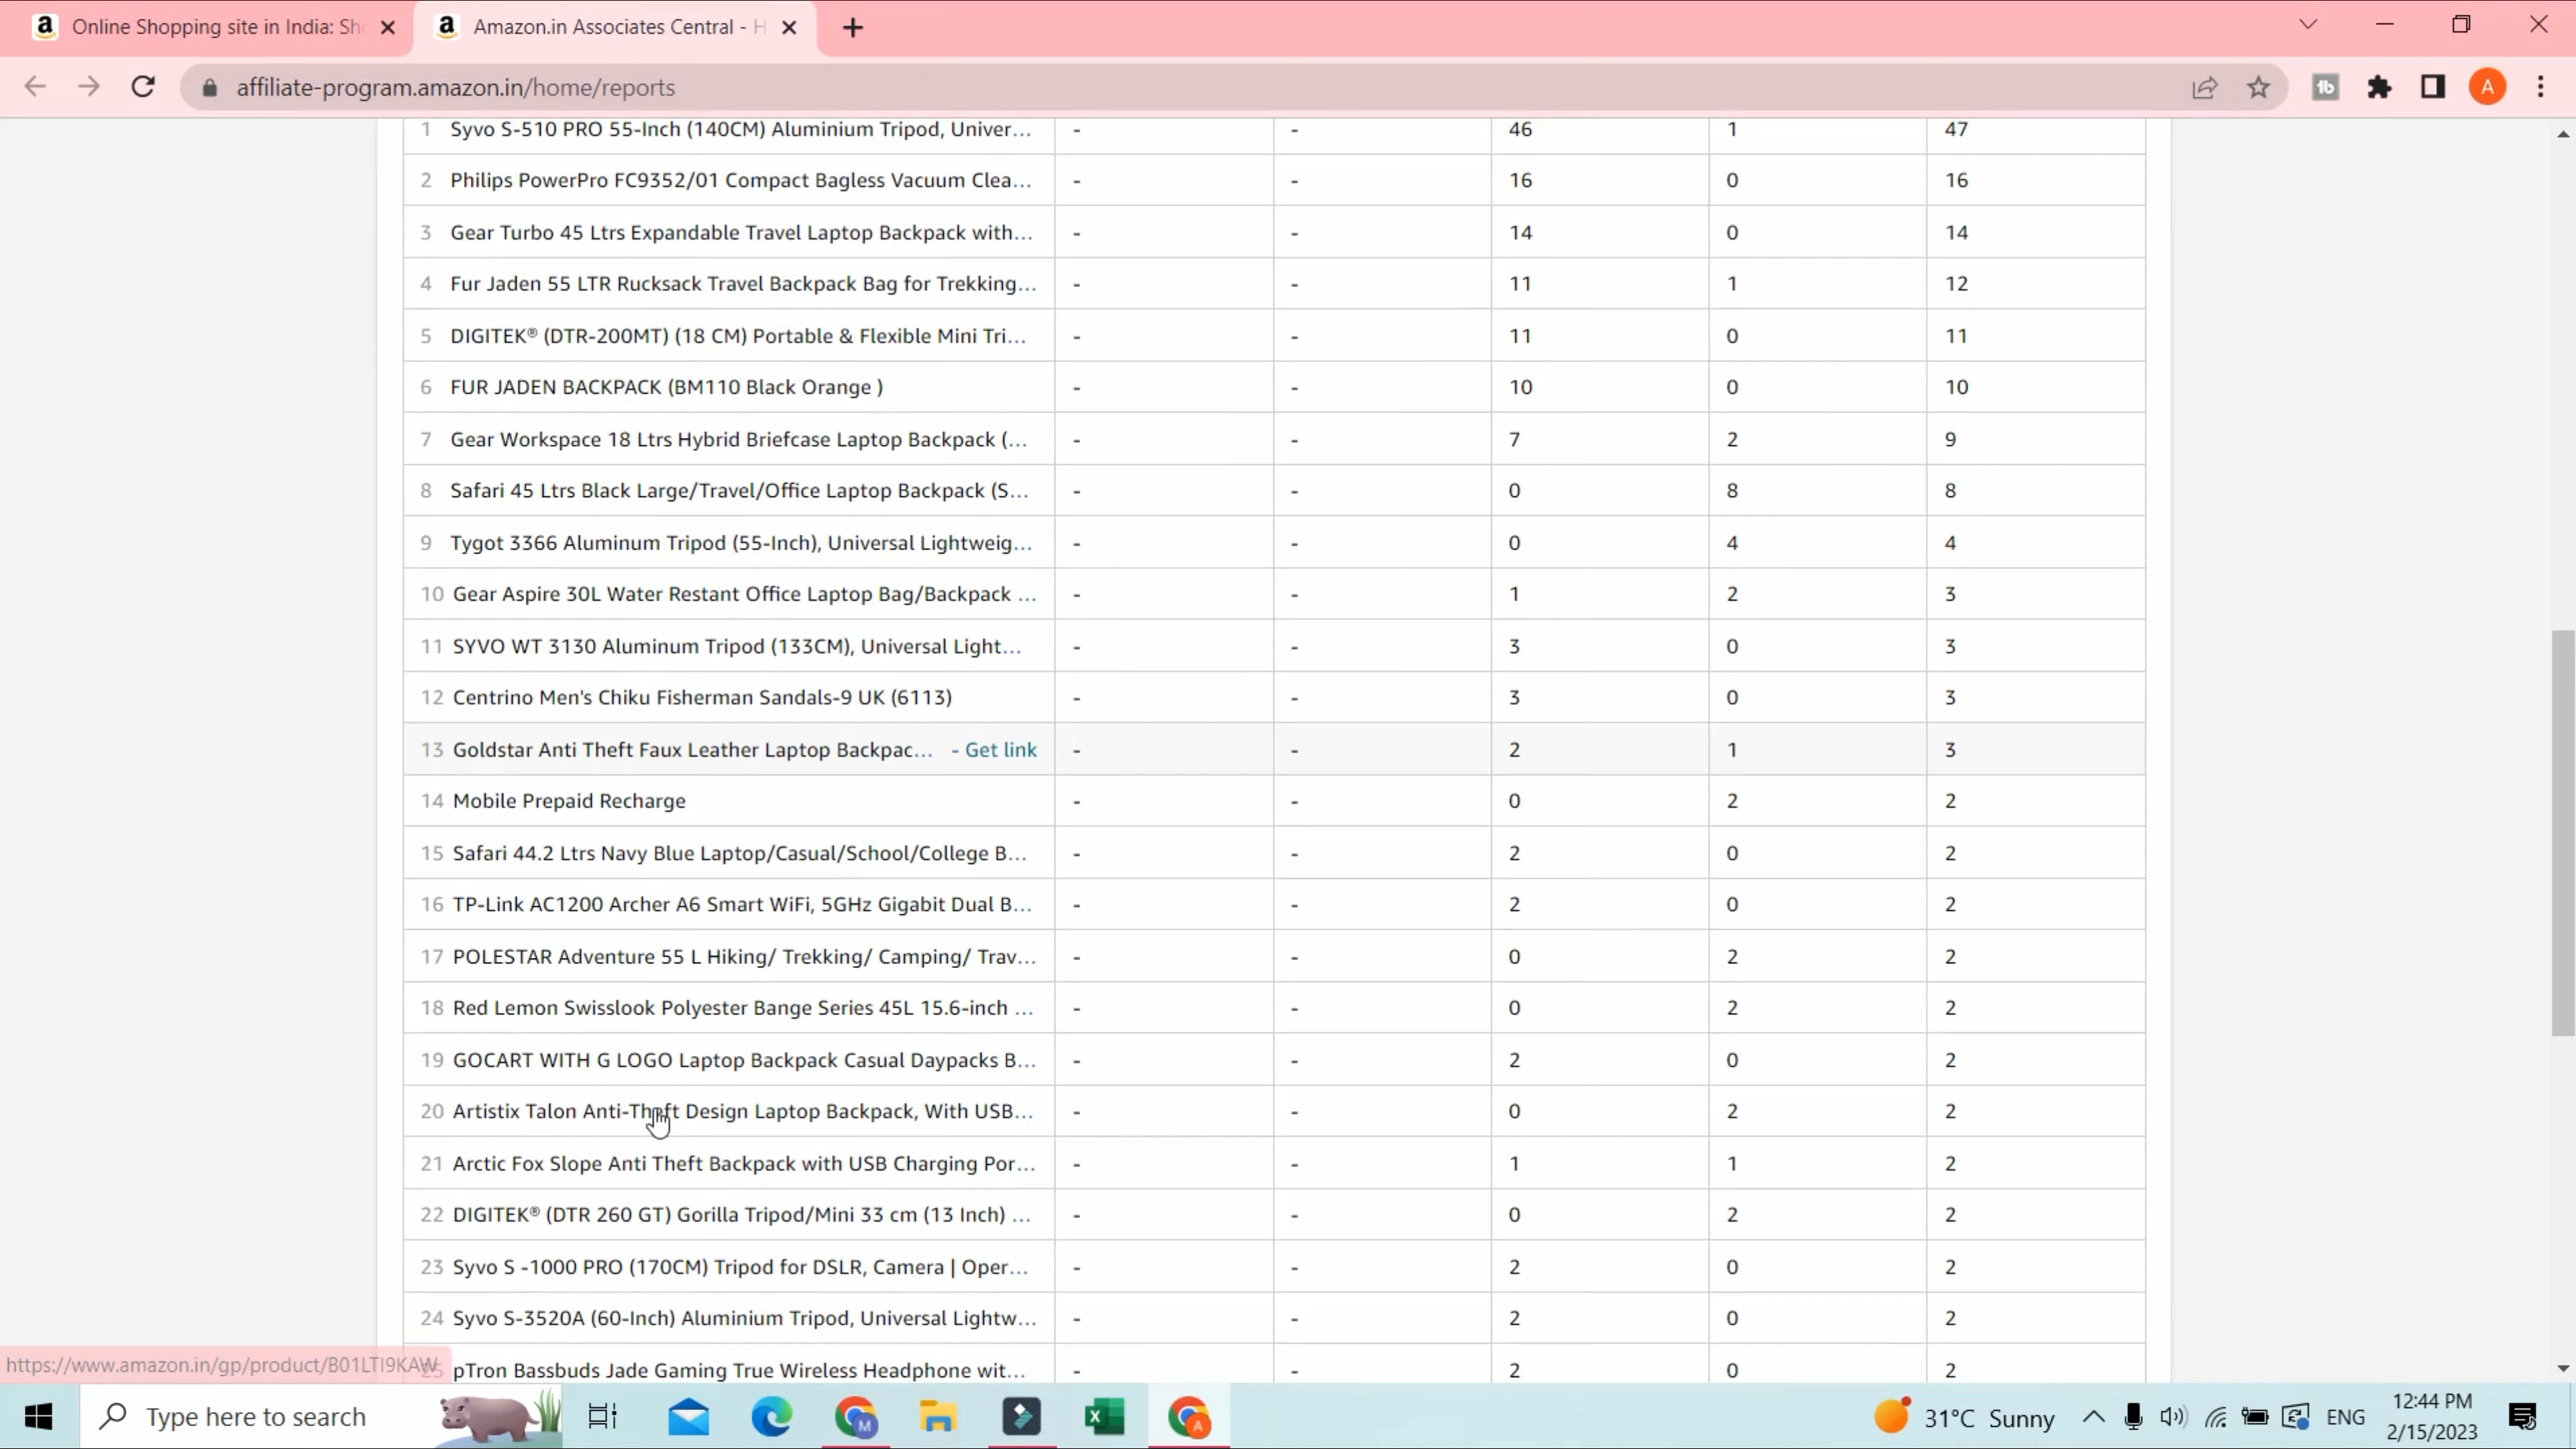 Online Shopping site in India: Sh
Amazon.in Associates Central - H
affiliate-program.amazon.in/home/reports
1 Syvo S-510 PRO 55-Inch (140CM) Aluminium Tripod, Univer... - - 46 1 47
2 Philips PowerPro FC9352/01 Compact Bagless Vacuum Clea... - - 16 0 16
3 Gear Turbo 45 Ltrs Expandable Travel Laptop Backpack with... - - 14 0 14
4 Fur Jaden 55 LTR Rucksack Travel Backpack Bag for Trekking... - - 11 1 12
5 DIGITEK® (DTR-200MT) (18 CM) Portable & Flexible Mini Tri... - - 11 0 11
6 FUR JADEN BACKPACK (BM110 Black Orange ) - - 10 0 10
7 Gear Workspace 18 Ltrs Hybrid Briefcase Laptop Backpack (... - - 7 2 9
8 Safari 45 Ltrs Black Large/Travel/Office Laptop Backpack (S... - - 0 8 8
9 Tygot 3366 Aluminum Tripod (55-Inch), Universal Lightweig... - - 0 4 4
10 Gear Aspire 30L Water Restant Office Laptop Bag/Backpack ... - - 1 2 3
11 SYVO WT 3130 Aluminum Tripod (133CM), Universal Light... - - 3 0 3
12 Centrino Men's Chiku Fisherman Sandals-9 UK (6113) - - 3 0 3
13 Goldstar Anti Theft Faux Leather Laptop Backpac... - Get link - - 2 1 3
14 Mobile Prepaid Recharge - - 0 2 2
15 Safari 44.2 Ltrs Navy Blue Laptop/Casual/School/College B... - - 2 0 2
16 TP-Link AC1200 Archer A6 Smart WiFi, 5GHz Gigabit Dual B... - - 2 0 2
17 POLESTAR Adventure 55 L Hiking/ Trekking/ Camping/ Trav... - - 0 2 2
18 Red Lemon Swisslook Polyester Bange Series 45L 15.6-inch ... - - 0 2 2
19 GOCART WITH G LOGO Laptop Backpack Casual Daypacks B... - - 2 0 2
20 Artistix Talon Anti-Theft Design Laptop Backpack, With USB... - - 0 2 2
21 Arctic Fox Slope Anti Theft Backpack with USB Charging Por... - - 1 1 2
22 DIGITEK® (DTR 260 GT) Gorilla Tripod/Mini 33 cm (13 Inch) ... - - 0 2 2
23 Syvo S -1000 PRO (170CM) Tripod for DSLR, Camera | Oper... - - 2 0 2
24 Syvo S-3520A (60-Inch) Aluminium Tripod, Universal Lightw... - - 2 0 2
25 pTron Bassbuds Jade Gaming True Wireless Headphone wit... - - 2 0 2
https://www.amazon.in/gp/product/B01LTI9KAW
Type here to search
31°C Sunny
ENG
12:44 PM
2/15/2023